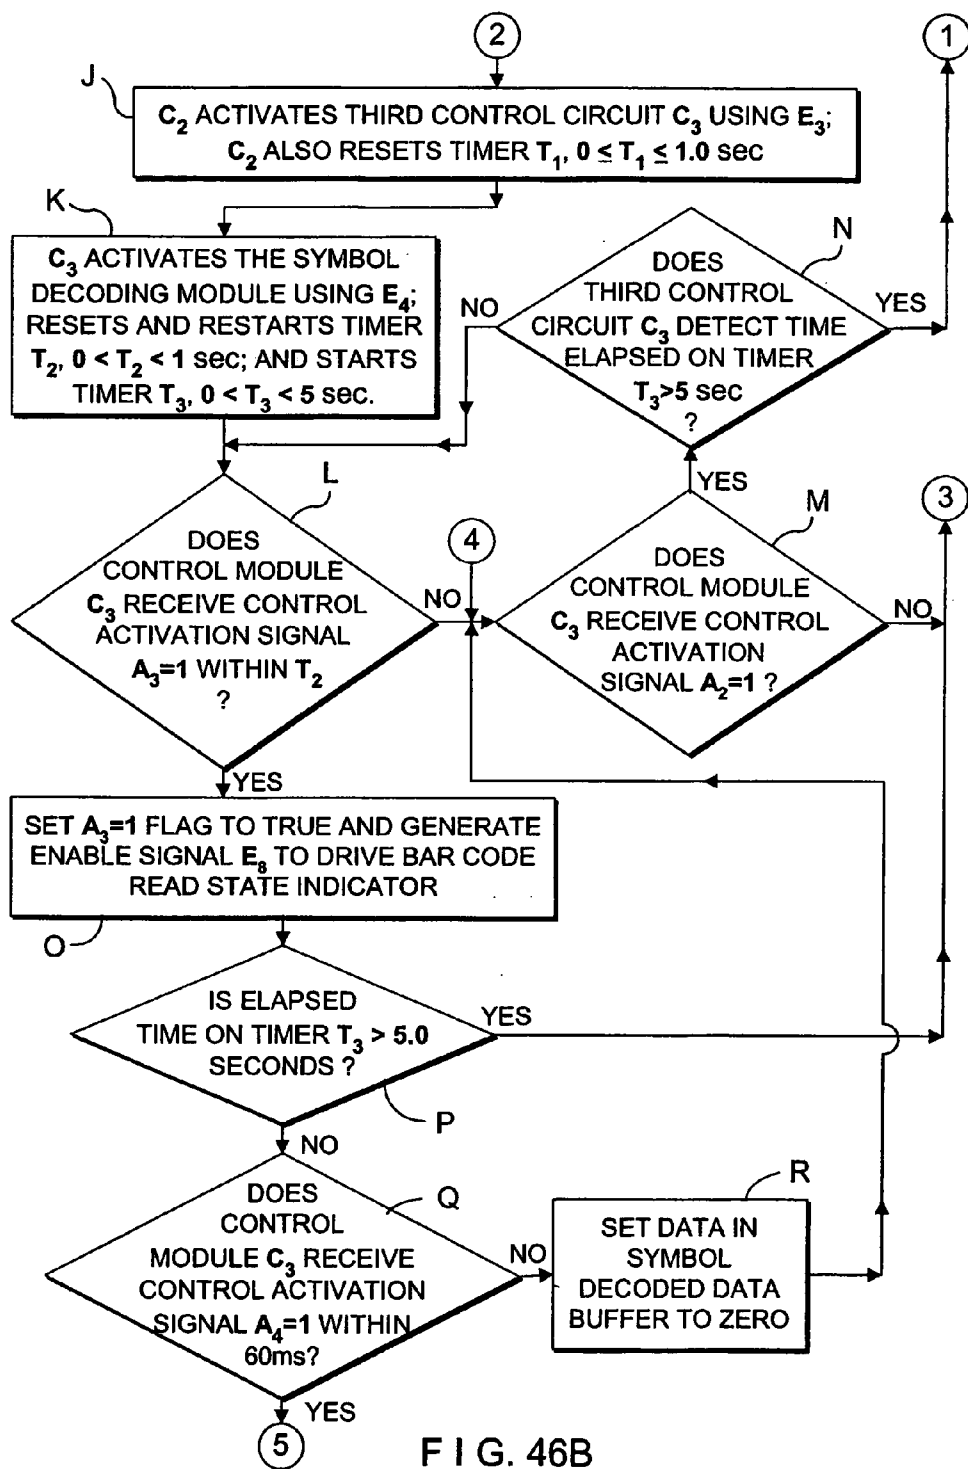 2
1
J
C2 ACTIVATES THIRD CONTROL CIRCUIT C3 USING E3;
C2 ALSO RESETS TIMER T1, 0 ≤ T1 ≤ 1.0 sec
K
C3 ACTIVATES THE SYMBOL
DECODING MODULE USING E4;
RESETS AND RESTARTS TIMER
T2, 0 < T2 < 1 sec; AND STARTS
TIMER T3, 0 < T3 < 5 sec.
N
DOES
THIRD CONTROL
CIRCUIT C3 DETECT TIME
ELAPSED ON TIMER
T3>5 sec
?
NO
YES
L
DOES
CONTROL MODULE
C3 RECEIVE CONTROL
ACTIVATION SIGNAL
A3=1 WITHIN T2
?
NO
YES
4
YES
M
3
DOES
CONTROL MODULE
C3 RECEIVE CONTROL
ACTIVATION
SIGNAL A2=1 ?
NO
SET A3=1 FLAG TO TRUE AND GENERATE
ENABLE SIGNAL E8 TO DRIVE BAR CODE
READ STATE INDICATOR
O
IS ELAPSED
TIME ON TIMER T3 > 5.0
SECONDS ?
YES
P
NO
Q
DOES
CONTROL
MODULE C3 RECEIVE
CONTROL ACTIVATION
SIGNAL A4=1 WITHIN
60ms?
NO
R
SET DATA IN
SYMBOL
DECODED DATA
BUFFER TO ZERO
YES
5
F I G. 46B